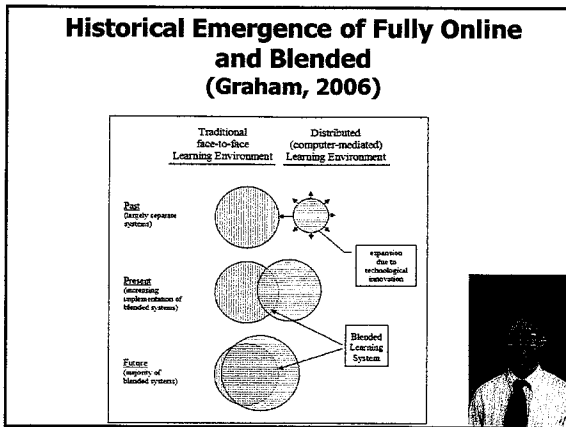 Historical Emergence of Fully Online
and Blended
(Graham, 2006)
Traditional
face-to-face
Learning Environment
Distributed
(computer-mediated)
Learning Environment
Past
(largely separate
systems)
expansion
due to
technological
innovation
Present
(increasing
implementation of
blended systems)
Blended
Learning
System
Future
(majority of
blended systems)